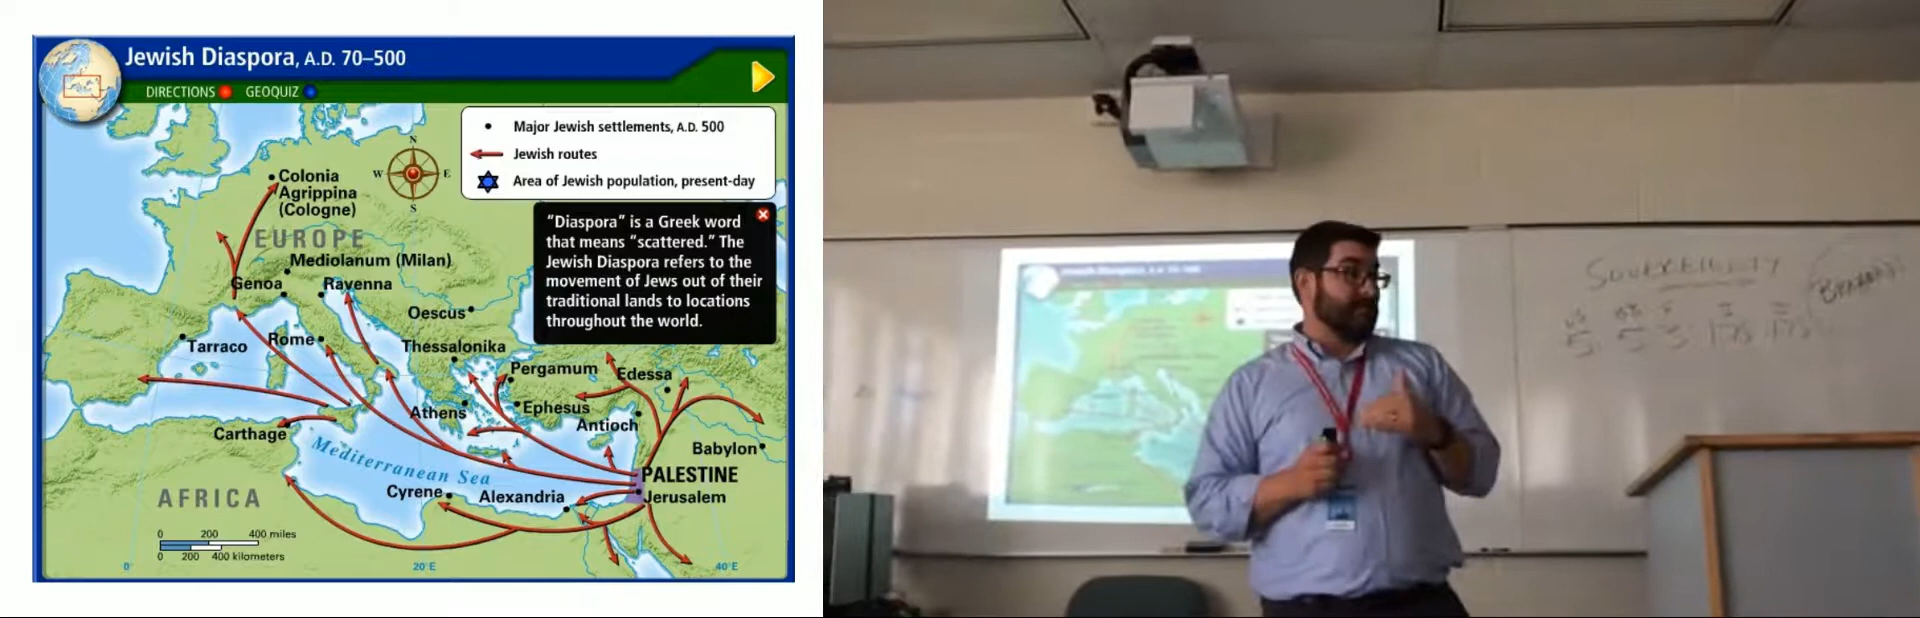 Jewish Diaspora, A.D. 70–500
DIRECTIONS
GEOQUIZ
Major Jewish settlements, A.D. 500
Jewish routes
Area of Jewish population, present-day
"Diaspora" is a Greek word
that means "scattered." The
Jewish Diaspora refers to the
movement of Jews out of their
traditional lands to locations
throughout the world.
N
W
E
S
Colonia
Agrippina
(Cologne)
EUROPE
Mediolanum (Milan)
Genoa
Ravenna
Oescus
Tarraco
Rome
Thessalonika
Pergamum
Edessa
Athens
Ephesus
Antioch
Carthage
Babylon
Mediterranean Sea
PALESTINE
Jerusalem
AFRICA
Cyrene
Alexandria
0 200 400 miles
0 200 400 kilometers
0°
20°E
40°E